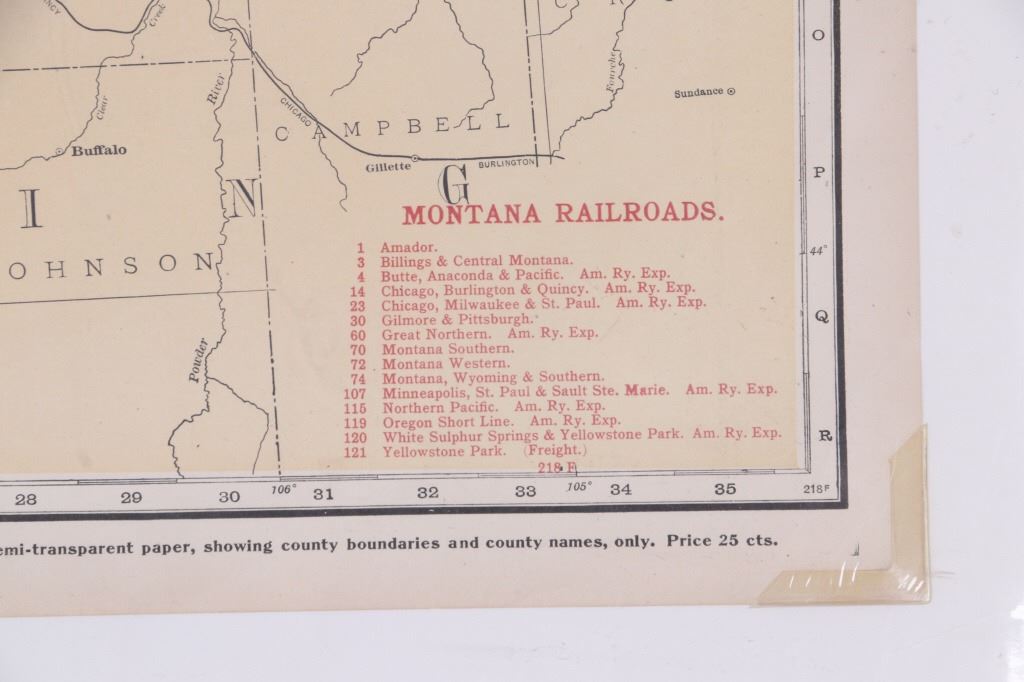 NCY
Creek
C
R
O
Clear
River
Fourche
Sundance
CHICAGO
CAMPBELL
Buffalo
Gillette
BURLINGTON
P
I N G
MONTANA RAILROADS.
1 Amador.
44°
3 Billings & Central Montana.
OHNSON
4 Butte, Anaconda & Pacific. Am. Ry. Exp.
14 Chicago, Burlington & Quincy. Am. Ry. Exp.
23 Chicago, Milwaukee & St. Paul. Am. Ry. Exp.
Q
30 Gilmore & Pittsburgh.
60 Great Northern. Am. Ry. Exp.
70 Montana Southern.
Powder
72 Montana Western.
74 Montana, Wyoming & Southern.
107 Minneapolis, St. Paul & Sault Ste. Marie. Am. Ry. Exp.
115 Northern Pacific. Am. Ry. Exp.
119 Oregon Short Line. Am. Ry. Exp.
120 White Sulphur Springs & Yellowstone Park. Am. Ry. Exp.
R
121 Yellowstone Park. (Freight.)
218 F
28 29 30 106° 31 32 33 105° 34 35 218F
emi-transparent paper, showing county boundaries and county names, only. Price 25 cts.